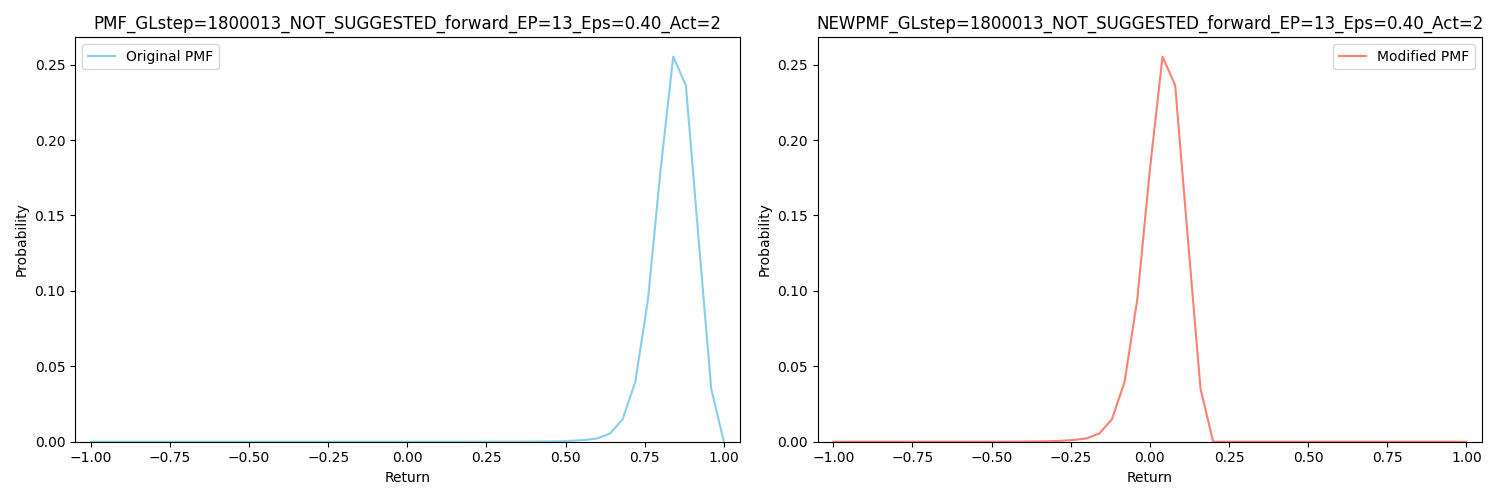 PMF_GLstep=1800013_NOT_SUGGESTED_forward_EP=13_Eps=0.40_Act=2
Original PMF
Probability
0.25
0.20
0.15
0.10
0.05
0.00
−1.00 −0.75 −0.50 −0.25 0.00 0.25 0.50 0.75 1.00
Return
NEWPMF_GLstep=1800013_NOT_SUGGESTED_forward_EP=13_Eps=0.40_Act=2
Modified PMF
Probability
0.25
0.20
0.15
0.10
0.05
0.00
−1.00 −0.75 −0.50 −0.25 0.00 0.25 0.50 0.75 1.00
Return